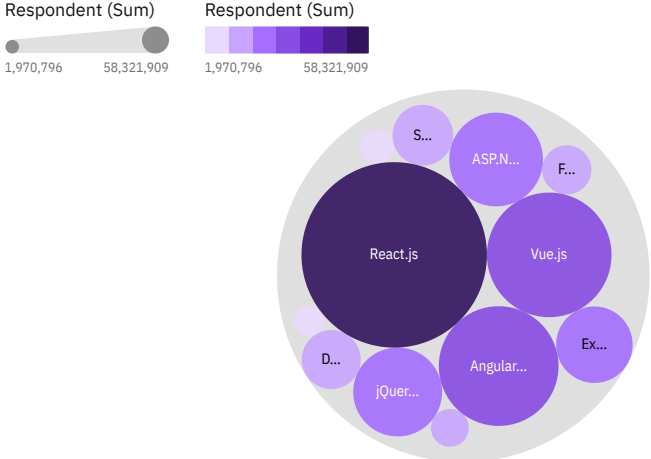 Respondent (Sum)
1,970,796 58,321,909
Respondent (Sum)
1,970,796 58,321,909
S...
ASP.N...
F...
React.js
Vue.js
D...
Ex...
Angular...
jQuer...